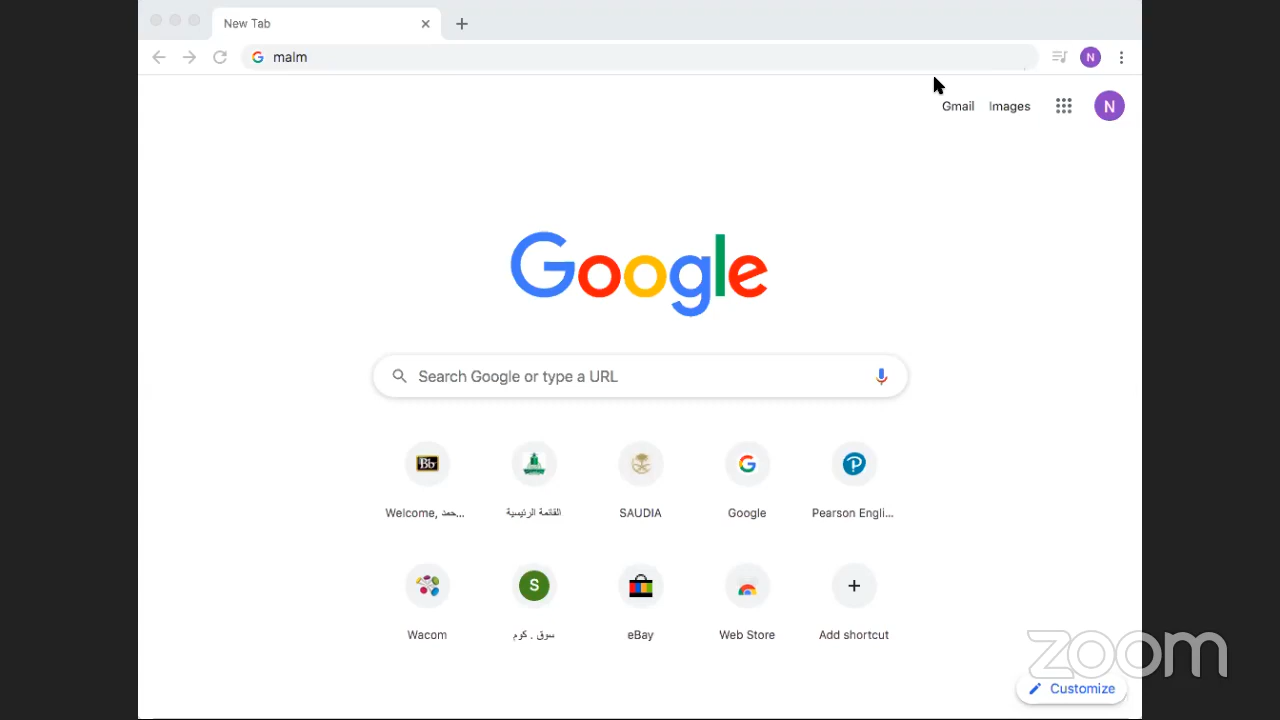 New Tab
malm
N
Gmail
Images
N
Google
Search Google or type a URL
Bb
Welcome, حمد...
القائمة الرئيسية
SAUDIA
Google
Pearson Engli...
Wacom
S
سوق . كوم
eBay
Web Store
Add shortcut
zoom
Customize